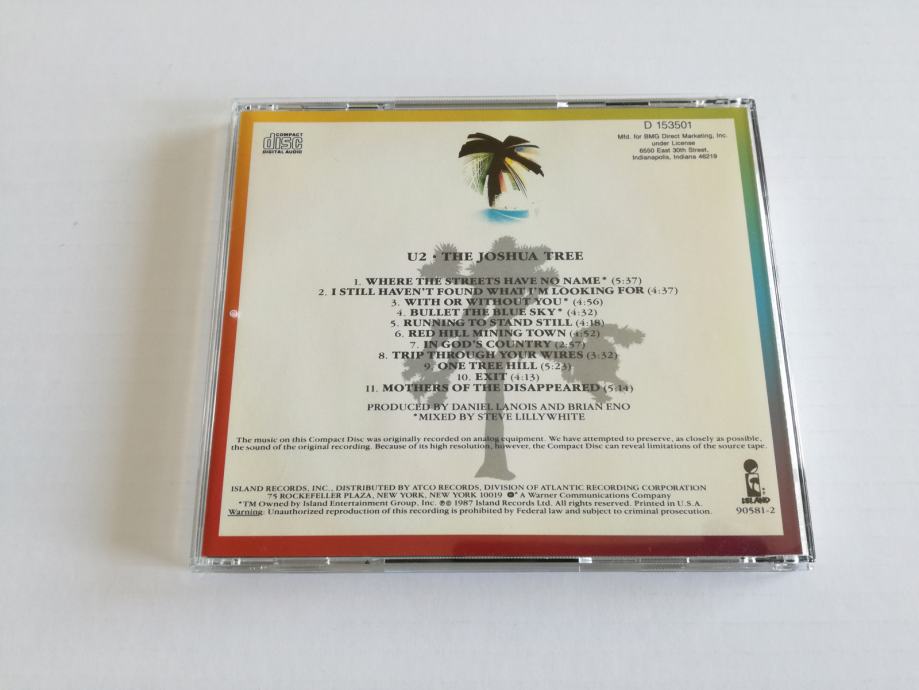 COMPACT
disc
DIGITAL AUDIO
D 153501
Mfd. for BMG Direct Marketing, Inc.
under License
6550 East 30th Street,
Indianapolis, Indiana 46219
U2 • THE JOSHUA TREE
1. WHERE THE STREETS HAVE NO NAME* (5:37)
2. I STILL HAVEN'T FOUND WHAT I'M LOOKING FOR (4:37)
3. WITH OR WITHOUT YOU* (4:56)
4. BULLET THE BLUE SKY* (4:32)
5. RUNNING TO STAND STILL (4:18)
6. RED HILL MINING TOWN (4:52)
7. IN GOD'S COUNTRY (2:57)
8. TRIP THROUGH YOUR WIRES (3:32)
9. ONE TREE HILL (5:23)
10. EXIT (4:13)
11. MOTHERS OF THE DISAPPEARED (5:14)
PRODUCED BY DANIEL LANOIS AND BRIAN ENO
*MIXED BY STEVE LILLYWHITE
The music on this Compact Disc was originally recorded on analog equipment. We have attempted to preserve, as closely as possible,
the sound of the original recording. Because of its high resolution, however, the Compact Disc can reveal limitations of the source tape.
ISLAND RECORDS, INC., DISTRIBUTED BY ATCO RECORDS, DIVISION OF ATLANTIC RECORDING CORPORATION
75 ROCKEFELLER PLAZA, NEW YORK, NEW YORK 10019 A Warner Communications Company
*TM Owned by Island Entertainment Group, Inc. ℗© 1987 Island Records Ltd. All rights reserved. Printed in U.S.A.
Warning: Unauthorized reproduction of this recording is prohibited by Federal law and subject to criminal prosecution.
ISLAND
90581-2